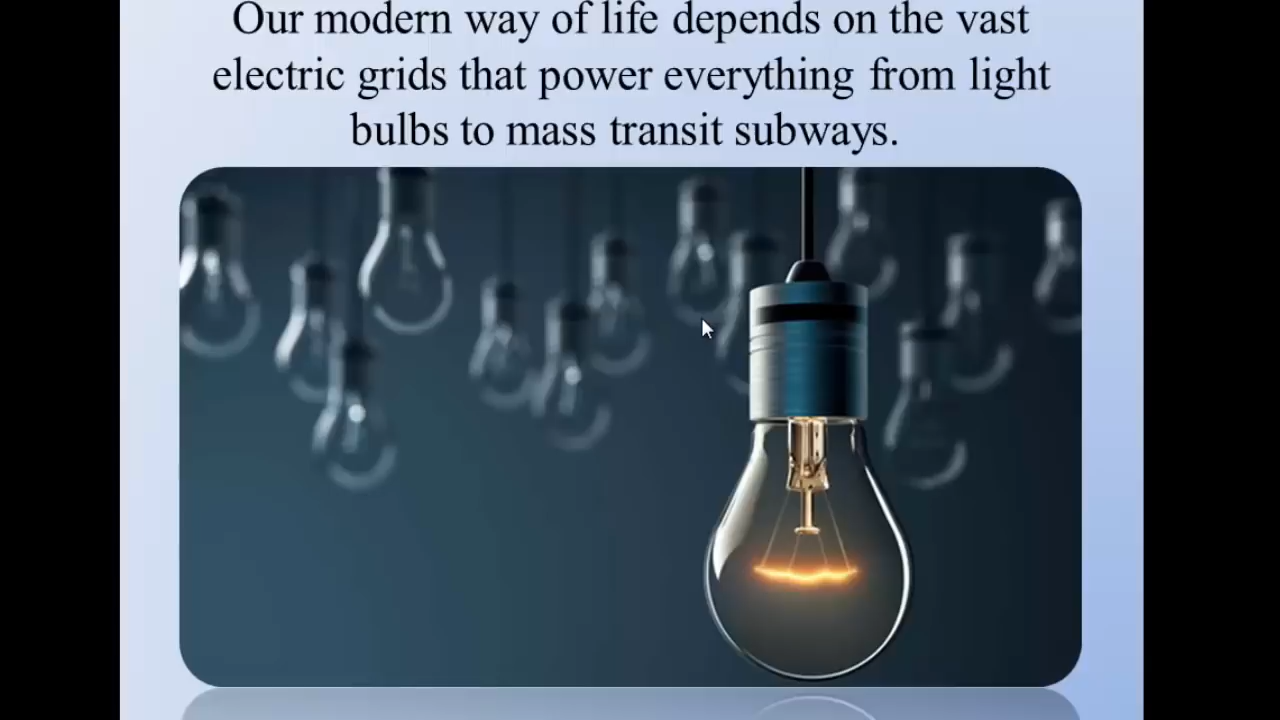 Our modern way of life depends on the vast
electric grids that power everything from light
bulbs to mass transit subways.